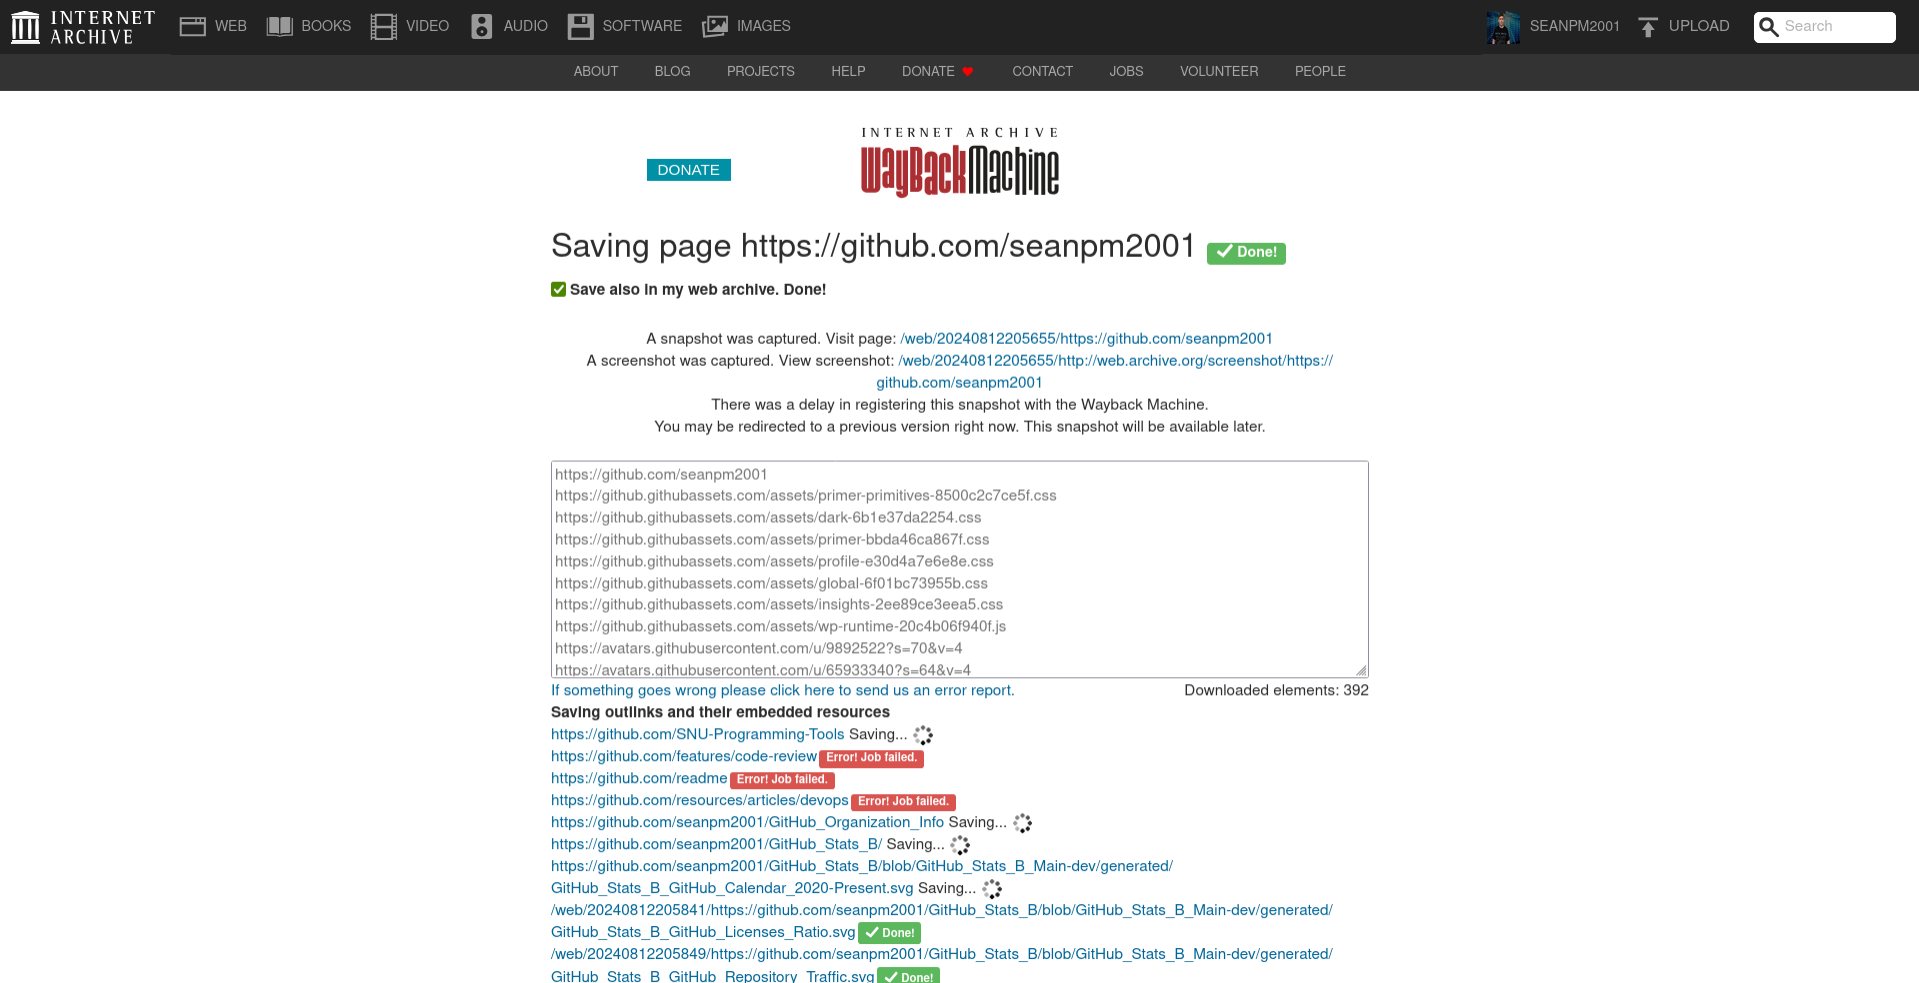 INTERNET ARCHIVE
WEB BOOKS VIDEO AUDIO SOFTWARE IMAGES SEANPM2001 UPLOAD Search
ABOUT BLOG PROJECTS HELP DONATE CONTACT JOBS VOLUNTEER PEOPLE
INTERNET ARCHIVE
WayBackMachine
DONATE
Saving page https://github.com/seanpm2001 Done!
Save also in my web archive. Done!
A snapshot was captured. Visit page: /web/20240812205655/https://github.com/seanpm2001
A screenshot was captured. View screenshot: /web/20240812205655/http://web.archive.org/screenshot/https://
github.com/seanpm2001
There was a delay in registering this snapshot with the Wayback Machine.
You may be redirected to a previous version right now. This snapshot will be available later.
https://github.com/seanpm2001
https://github.githubassets.com/assets/primer-primitives-8500c2c7ce5f.css
https://github.githubassets.com/assets/dark-6b1e37da2254.css
https://github.githubassets.com/assets/primer-bbda46ca867f.css
https://github.githubassets.com/assets/profile-e30d4a7e6e8e.css
https://github.githubassets.com/assets/global-6f01bc73955b.css
https://github.githubassets.com/assets/insights-2ee89ce3eea5.css
https://github.githubassets.com/assets/wp-runtime-20c4b06f940f.js
https://avatars.githubusercontent.com/u/9892522?s=70&v=4
https://avatars.githubusercontent.com/u/65933340?s=64&v=4
If something goes wrong please click here to send us an error report. Downloaded elements: 392
Saving outlinks and their embedded resources
https://github.com/SNU-Programming-Tools Saving...
https://github.com/features/code-review Error! Job failed.
https://github.com/readme Error! Job failed.
https://github.com/resources/articles/devops Error! Job failed.
https://github.com/seanpm2001/GitHub_Organization_Info Saving...
https://github.com/seanpm2001/GitHub_Stats_B/ Saving...
https://github.com/seanpm2001/GitHub_Stats_B/blob/GitHub_Stats_B_Main-dev/generated/
GitHub_Stats_B_GitHub_Calendar_2020-Present.svg Saving...
/web/20240812205841/https://github.com/seanpm2001/GitHub_Stats_B/blob/GitHub_Stats_B_Main-dev/generated/
GitHub_Stats_B_GitHub_Licenses_Ratio.svg Done!
/web/20240812205849/https://github.com/seanpm2001/GitHub_Stats_B/blob/GitHub_Stats_B_Main-dev/generated/
GitHub_Stats_B_GitHub_Repository_Traffic.svg Done!